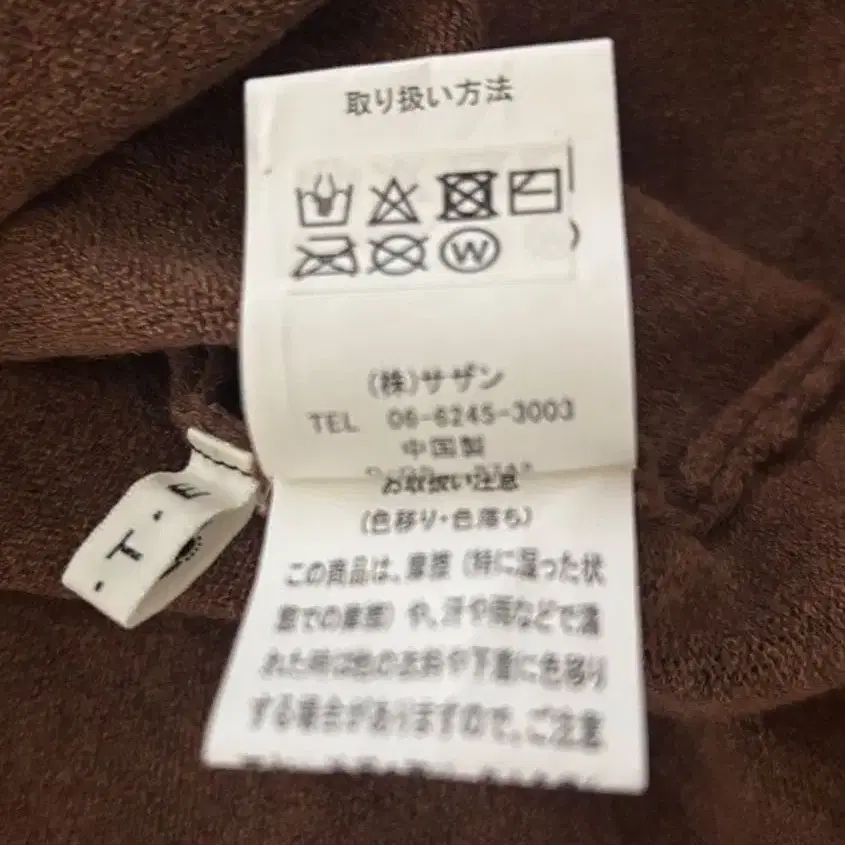 取り扱い方法
W
(株)サザン
TEL 06-6245-3003
中国製
お取扱い注意
(色移り・色落ち)
この商品は、摩擦(特に湿った状
態での摩擦)や、汗や雨などで濡
れた時は他の衣料や下着に色移り
する場合がありますので、ご注意
・T・E